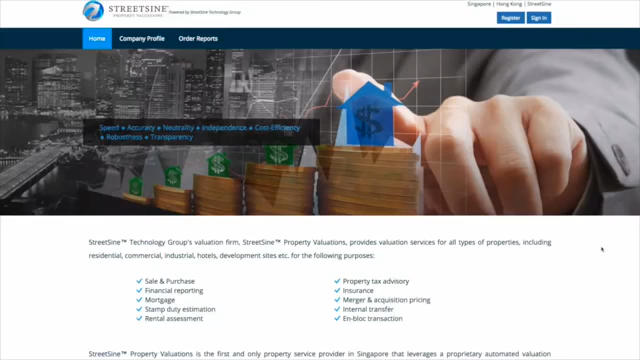 Singapore | Hong Kong | StreetSine
STREETSINE™ Powered by StreetSine Technology Group
PROPERTY VALUATIONS
Register Sign In
Home Company Profile Order Reports
Speed ● Accuracy ● Neutrality ● Independence ● Cost-Efficiency
● Robustness ● Transparency
StreetSine™ Technology Group's valuation firm, StreetSine™ Property Valuations, provides valuation services for all types of properties, including
residential, commercial, industrial, hotels, development sites etc. for the following purposes:
✓ Sale & Purchase
✓ Financial reporting
✓ Mortgage
✓ Stamp duty estimation
✓ Rental assessment
✓ Property tax advisory
✓ Insurance
✓ Merger & acquisition pricing
✓ Internal transfer
✓ En-bloc transaction
StreetSine™ Property Valuations is the first and only property service provider in Singapore that leverages a proprietary automated valuation